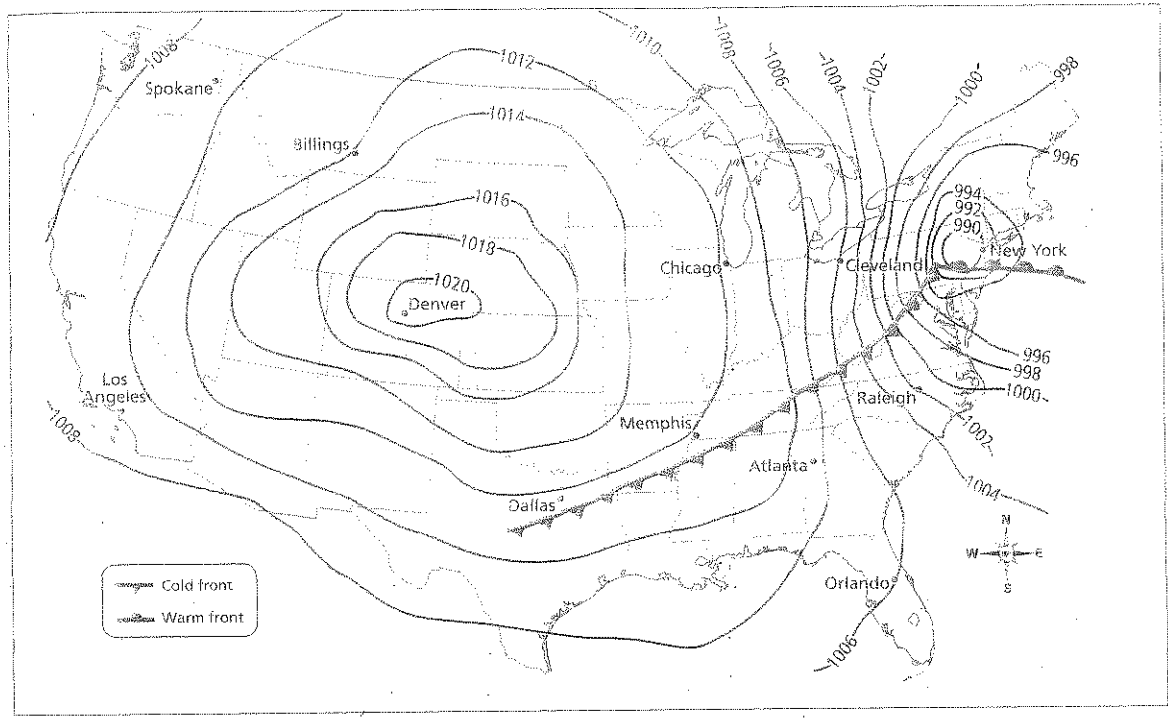 1008
1012
1010
1008
1006
1004
1002
1000
998
Spokane
1014
Billings
996
1016
994
992
1018
990
New York
Chicago
Cleveland
1020
Denver
996
998
Los
Angeles
Raleigh
1000
1008
Memphis
1002
Atlanta
1004
Dallas
N
W E
S
Cold front
Orlando
Warm front
1006